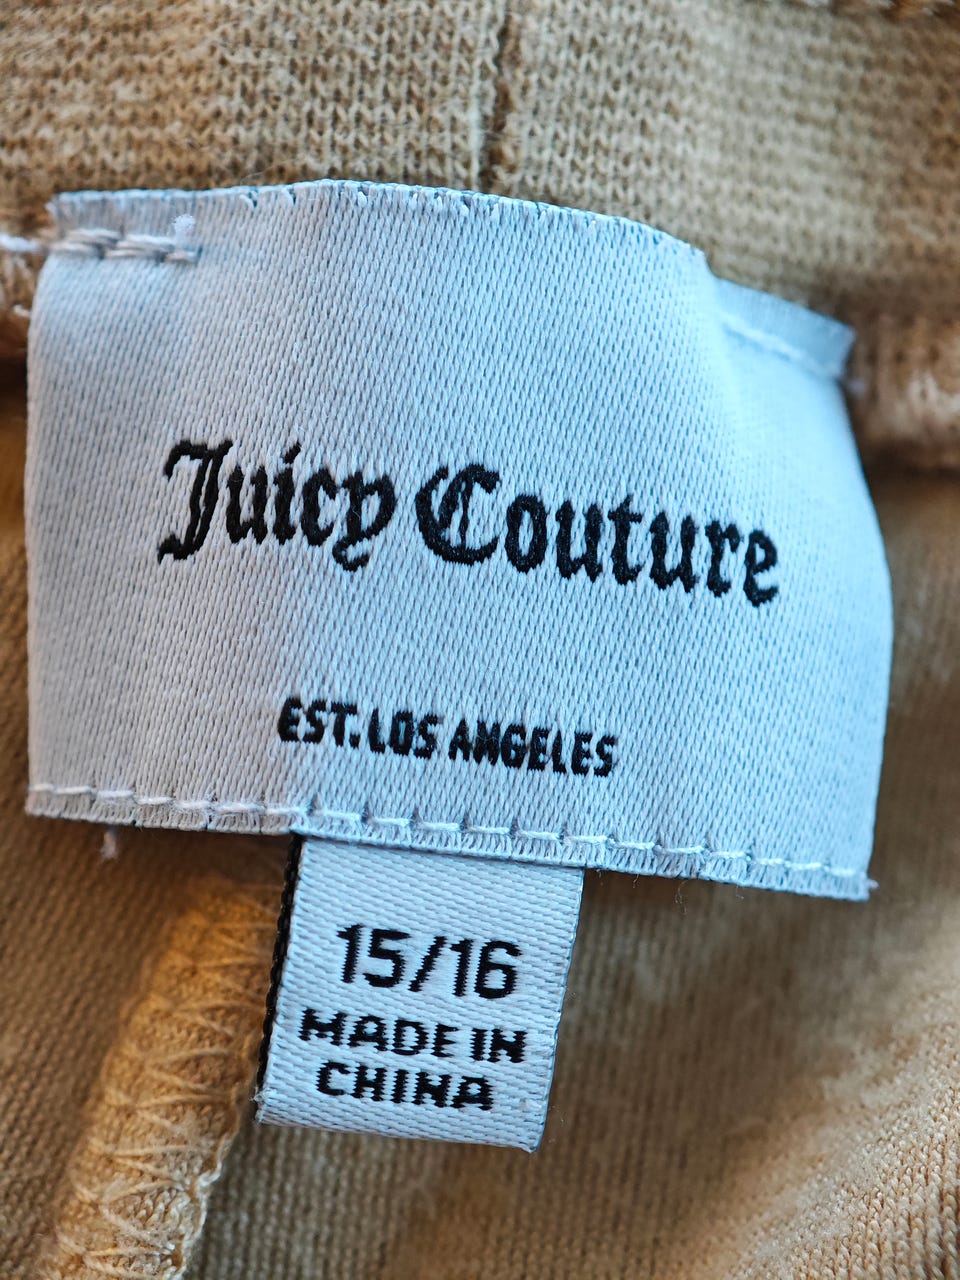 Juicy Couture
EST. LOS ANGELES
15/16
MADE IN
CHINA